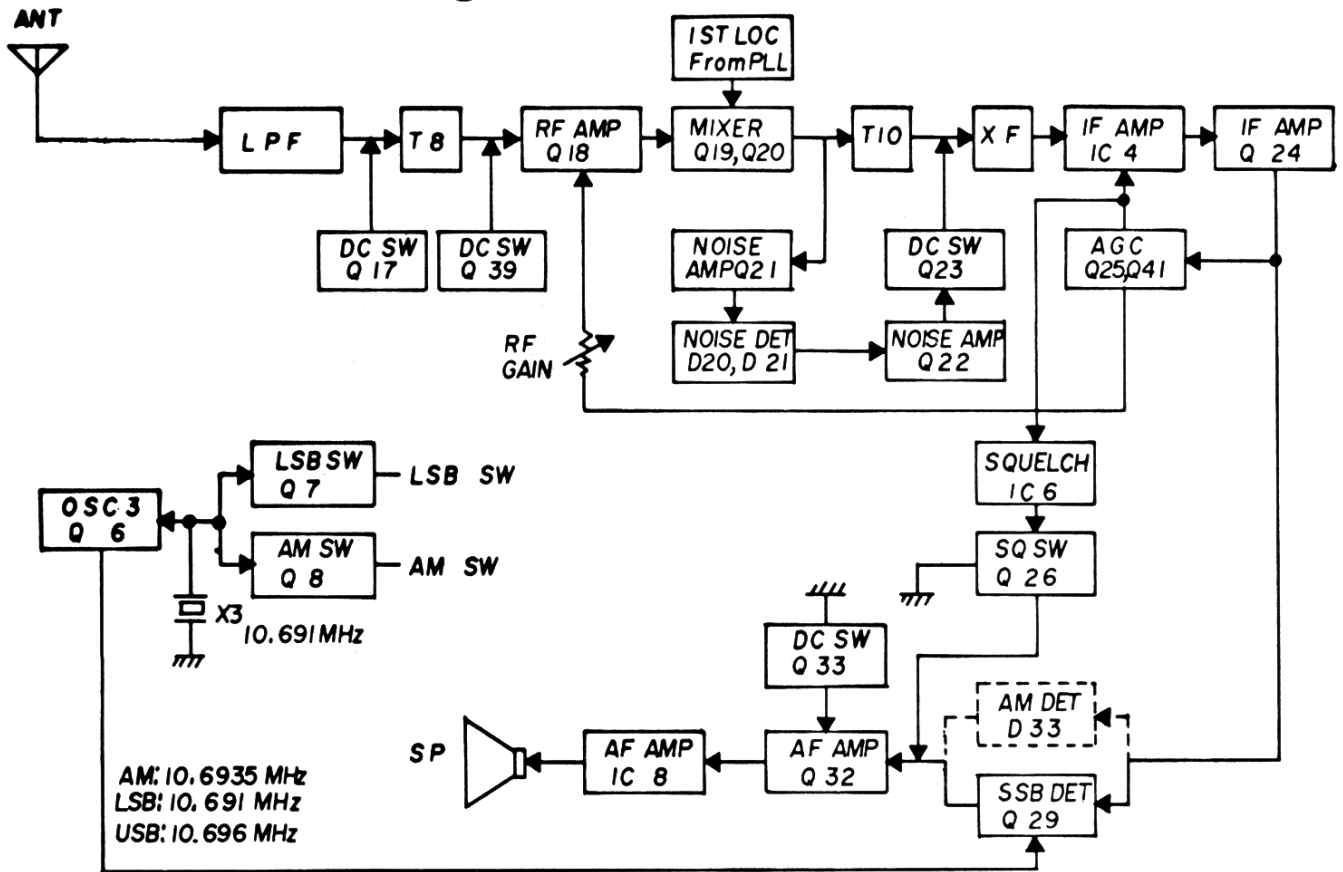 ANT
1ST LOC
From PLL
LPF
T8
RF AMP
Q18
MIXER
Q19,Q20
T10
XF
IF AMP
IC 4
IF AMP
Q 24
DC SW
Q 17
DC SW
Q 39
NOISE
AMPQ21
DC SW
Q23
AGC
Q25,Q41
RF
GAIN
NOISE DET
D20, D 21
NOISE AMP
Q22
LSB SW
Q 7
LSB SW
SQUELCH
IC 6
OSC 3
Q 6
AM SW
Q 8
AM SW
SQ SW
Q 26
X3
10.691MHz
DC SW
Q 33
AM DET
D 33
SP
AF AMP
IC 8
AF AMP
Q 32
SSB DET
Q 29
AM: 10.6935 MHz
LSB: 10.691 MHz
USB: 10.696 MHz